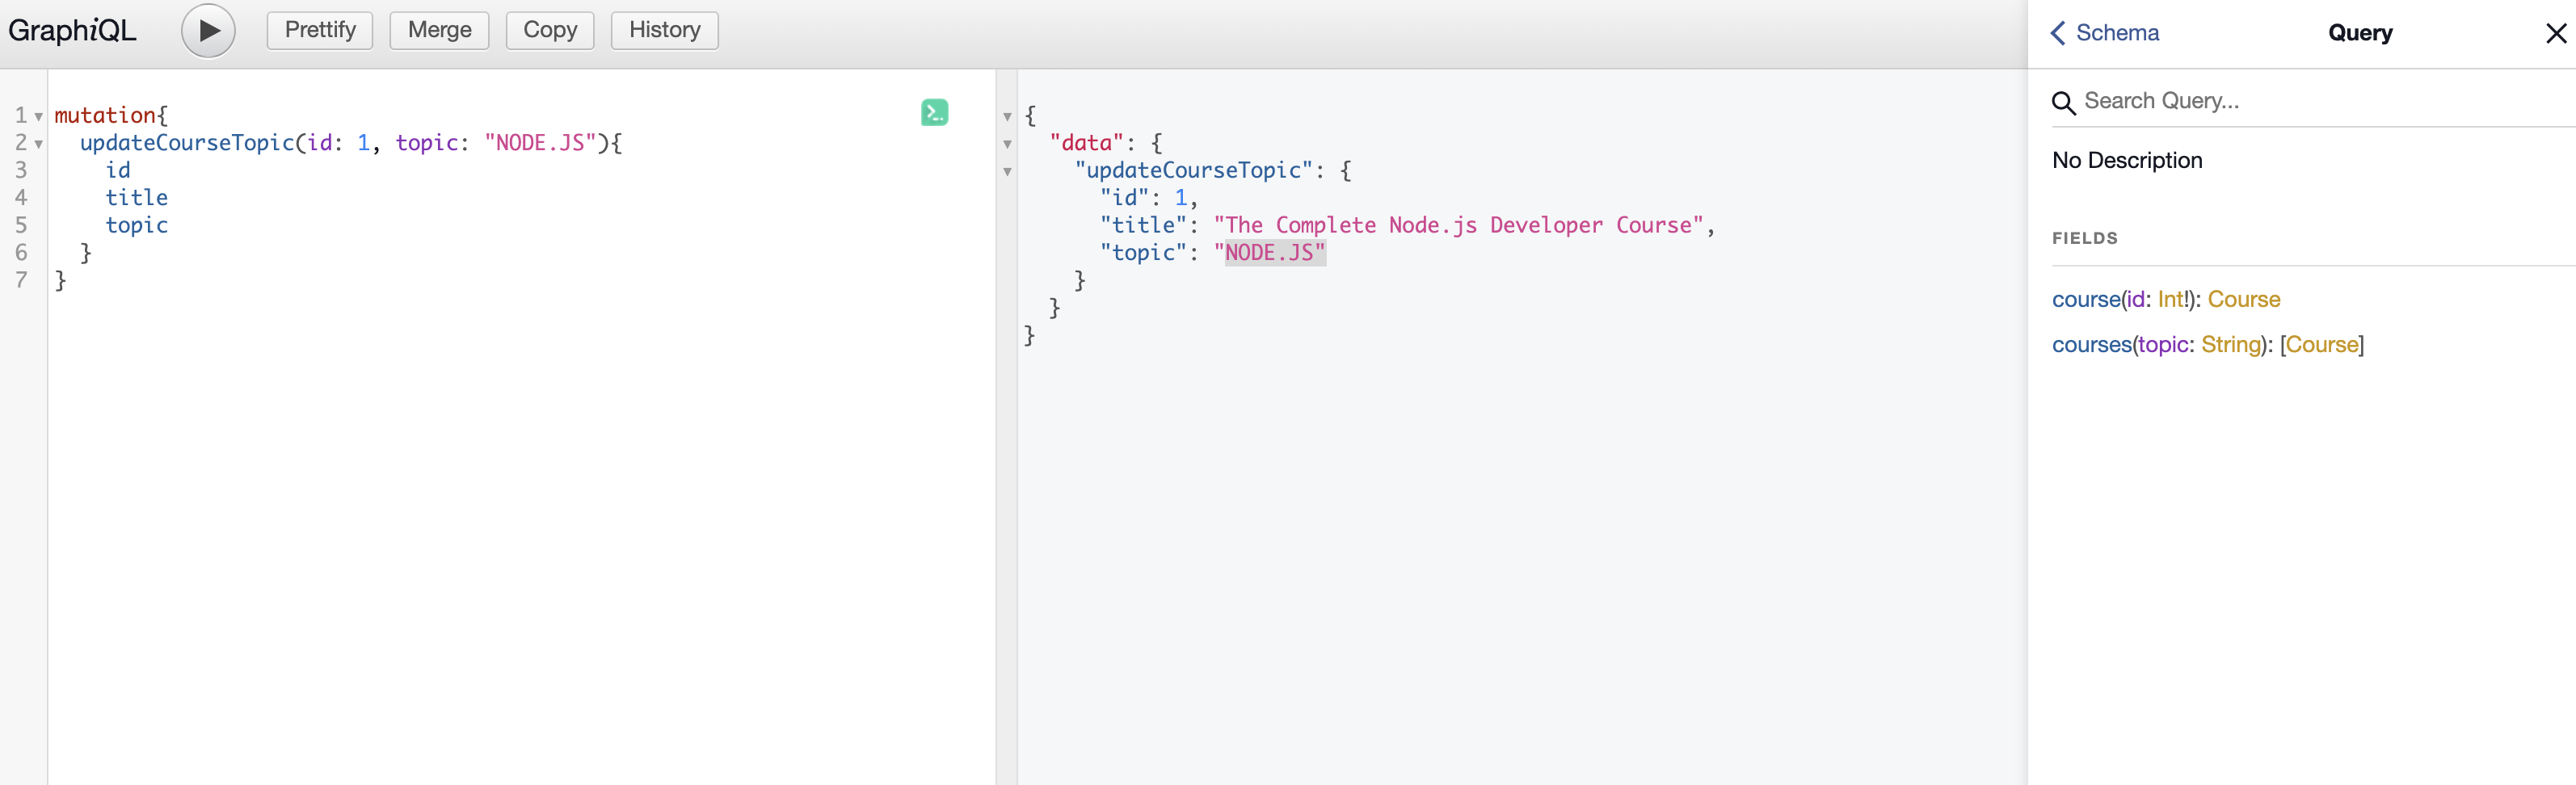 GraphiQL Prettify Merge Copy History
1 mutation{
2 updateCourseTopic(id: 1, topic: "NODE.JS"){
3 id
4 title
5 topic
6 }
7 }
{
"data": {
"updateCourseTopic": {
"id": 1,
"title": "The Complete Node.js Developer Course",
"topic": "NODE.JS"
}
}
}
Schema Query
Search Query...
No Description
FIELDS
course(id: Int!): Course
courses(topic: String): [Course]